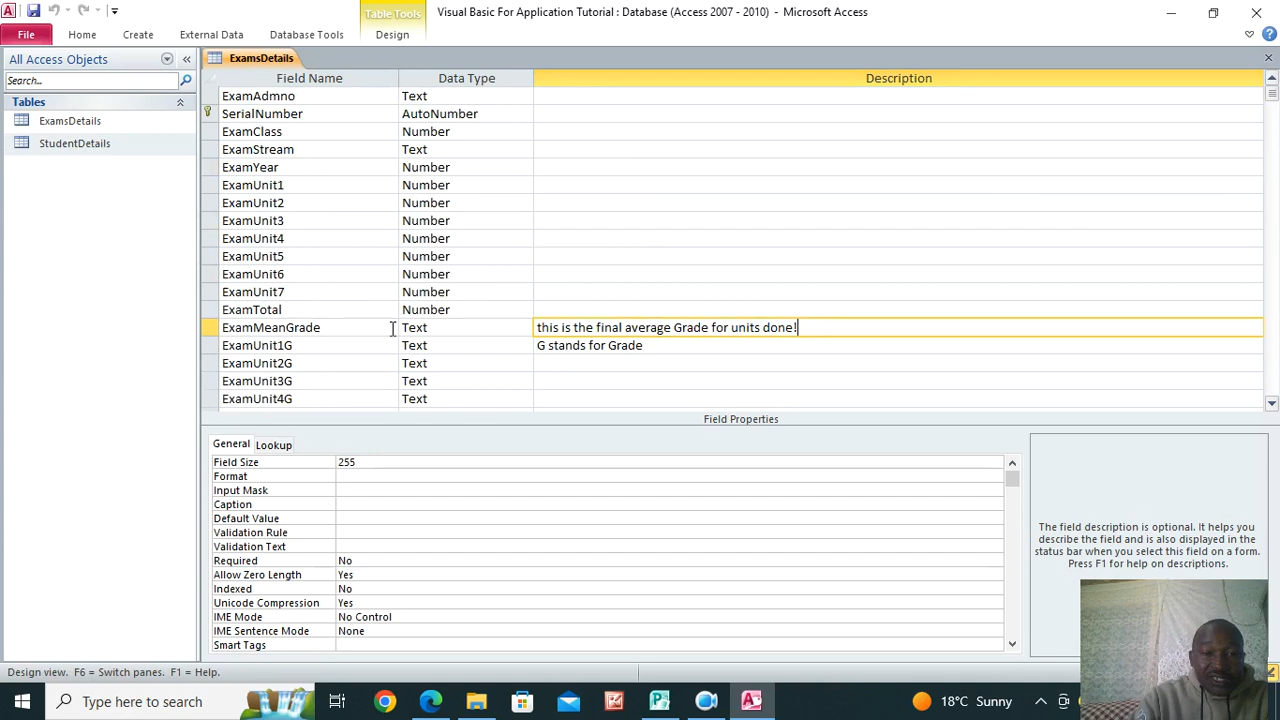 Table Tools
Visual Basic For Application Tutorial : Database (Access 2007 - 2010) - Microsoft Access
File Home Create External Data Database Tools Design
All Access Objects
Search...
Tables
ExamsDetails
StudentDetails
ExamsDetails
Field Name Data Type Description
ExamAdmno Text
SerialNumber AutoNumber
ExamClass Number
ExamStream Text
ExamYear Number
ExamUnit1 Number
ExamUnit2 Number
ExamUnit3 Number
ExamUnit4 Number
ExamUnit5 Number
ExamUnit6 Number
ExamUnit7 Number
ExamTotal Number
ExamMeanGrade Text this is the final average Grade for units done!
ExamUnit1G Text G stands for Grade
ExamUnit2G Text
ExamUnit3G Text
ExamUnit4G Text
Field Properties
General Lookup
Field Size 255
Format
Input Mask
Caption
Default Value
Validation Rule
Validation Text
Required No
Allow Zero Length Yes
Indexed No
Unicode Compression Yes
IME Mode No Control
IME Sentence Mode None
Smart Tags
The field description is optional. It helps you
describe the field and is also displayed in the
status bar when you select this field on a form.
Press F1 for help on descriptions.
Design view. F6 = Switch panes. F1 = Help.
Type here to search
18°C Sunny